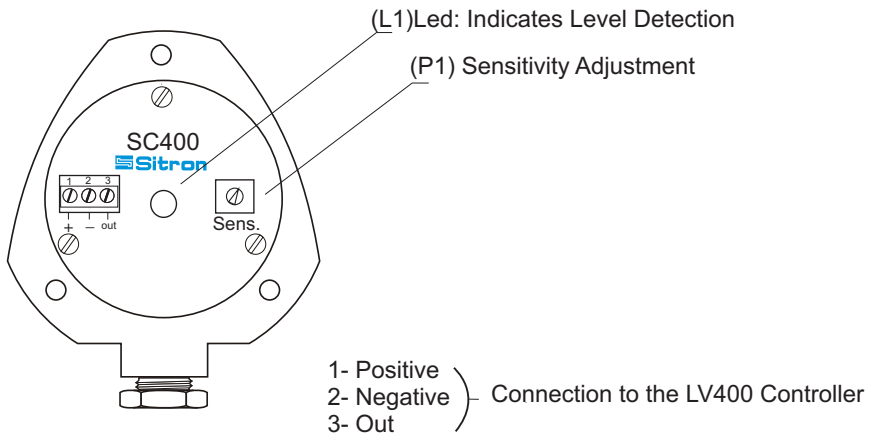 (L1)Led: Indicates Level Detection
(P1) Sensitivity Adjustment
SC400
Sitron
1 2 3
+ – out
Sens.
1- Positive
2- Negative
3- Out
Connection to the LV400 Controller